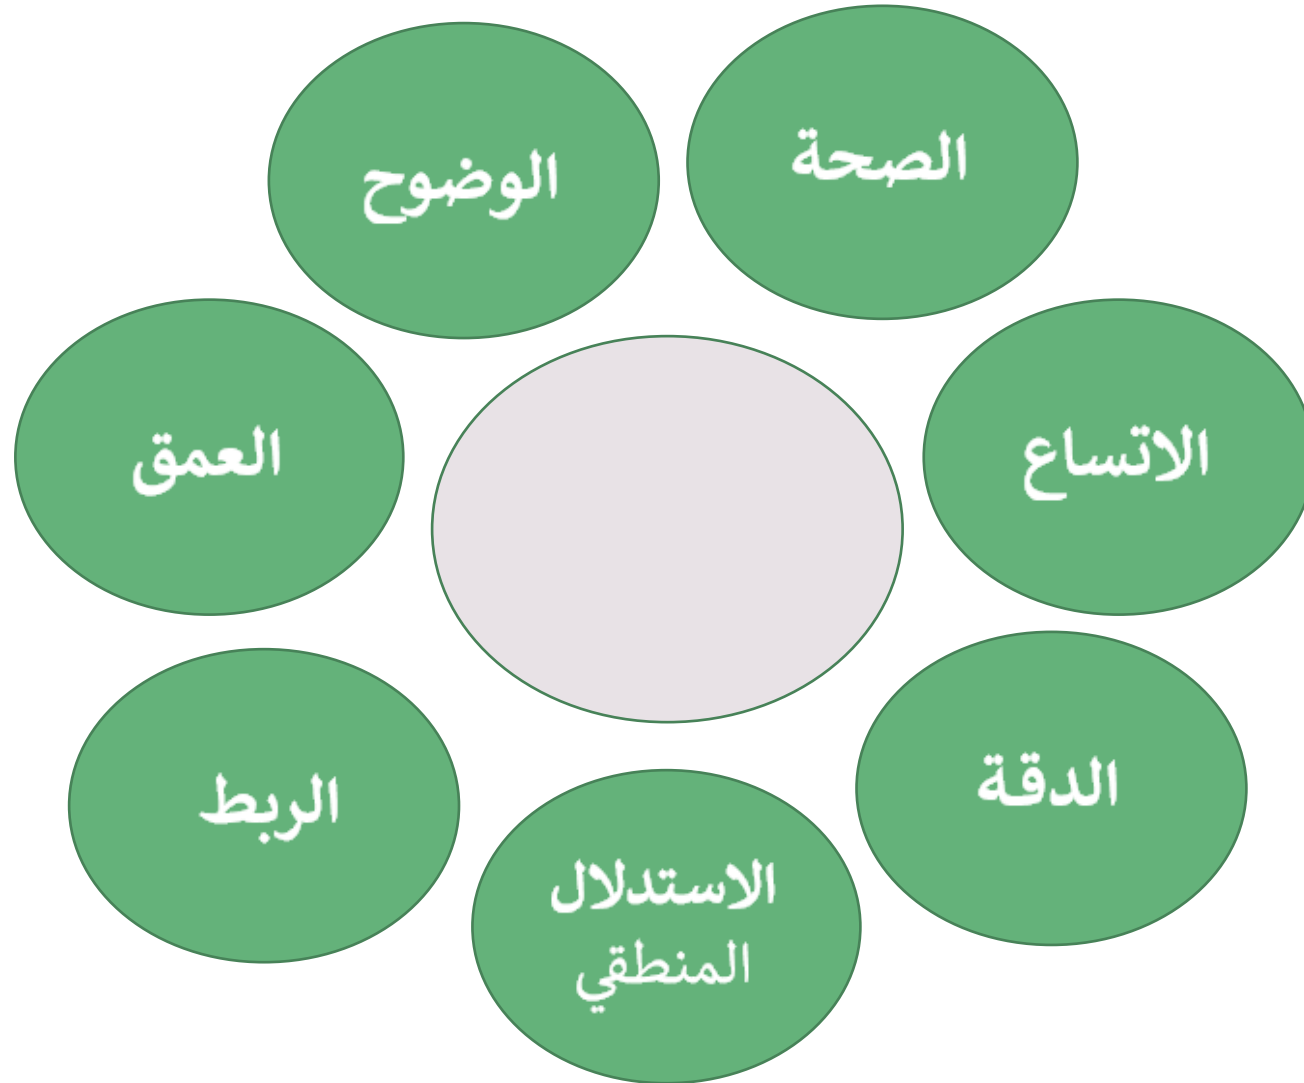 الصحة
الوضوح
الاتساع
العمق
الدقة
الربط
الاستدلال
المنطقي